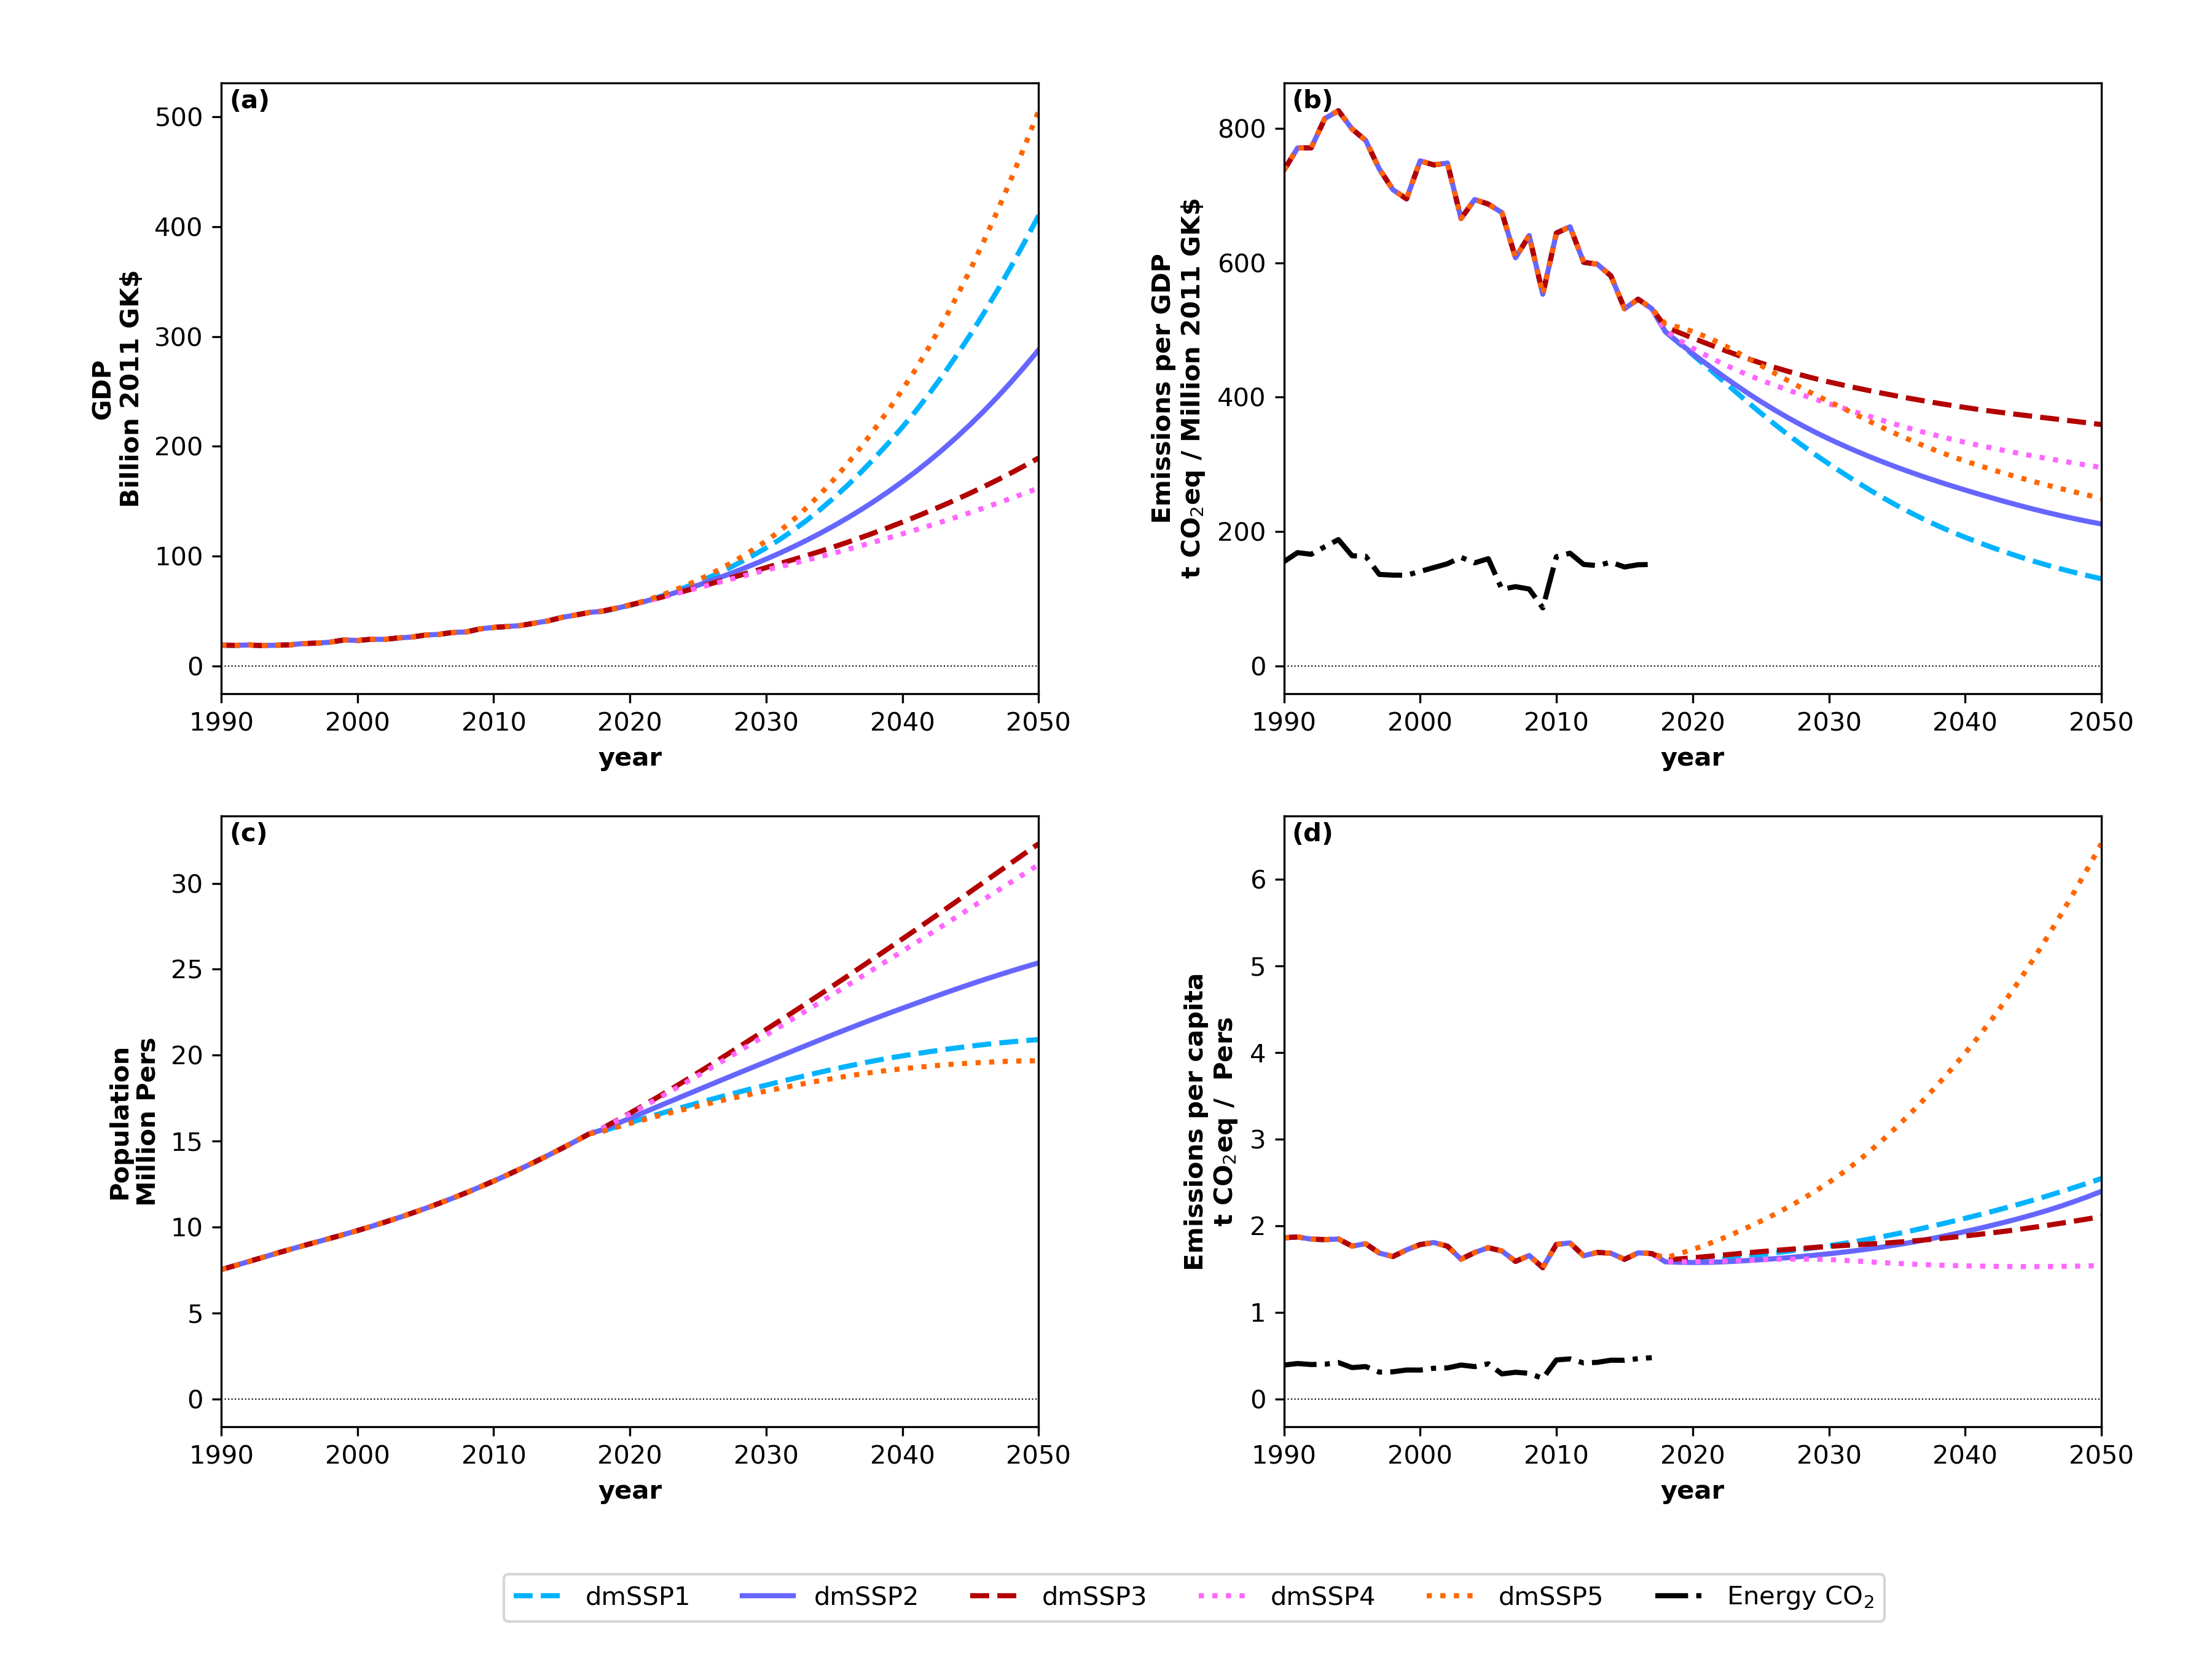 (a)
500
400
300
200
100
0
GDP
Billion 2011 GK$
1990 2000 2010 2020 2030 2040 2050
year
(b)
800
600
400
200
0
Emissions per GDP
t CO₂eq / Million 2011 GK$
1990 2000 2010 2020 2030 2040 2050
year
(c)
30
25
20
15
10
5
0
Population
Million Pers
1990 2000 2010 2020 2030 2040 2050
year
(d)
6
5
4
3
2
1
0
Emissions per capita
t CO₂eq / Pers
1990 2000 2010 2020 2030 2040 2050
year
dmSSP1 dmSSP2 dmSSP3 dmSSP4 dmSSP5 Energy CO₂